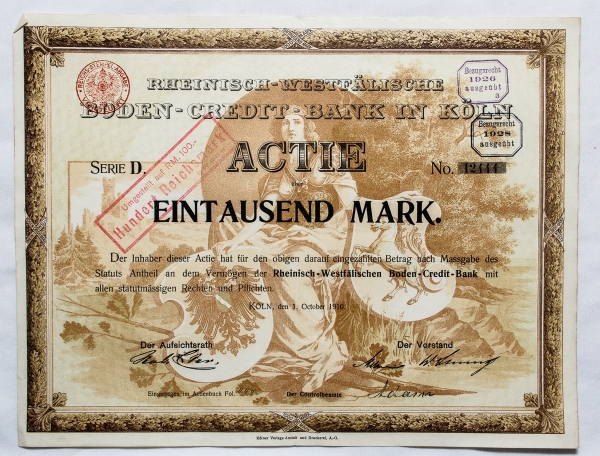 RHEINISCH-WESTFÄLISCHE
BODEN-CREDIT-BANK IN KÖLN
Bezugsrecht
1926
ausgeübt
a
Bezugsrecht
1928
ausgeübt
SERIE D.
ACTIE
No. 12444
Umgestellt auf RM. 100.-
Hundert Reichsmark
EINTAUSEND MARK.
Der Inhaber dieser Actie hat für den obigen darauf eingezahlten Betrag nach Massgabe des
Statuts Antheil an dem Vermögen der Rheinisch-Westfälischen Boden-Credit-Bank mit
allen statutmässigen Rechten und Pflichten.
KÖLN, den 1. October 1910.
Der Aufsichtsrath
Der Vorstand
Eingetragen im Actienbuch Fol.
Der Controlbeamte
Kölner Verlags-Anstalt und Druckerei, A.-G.